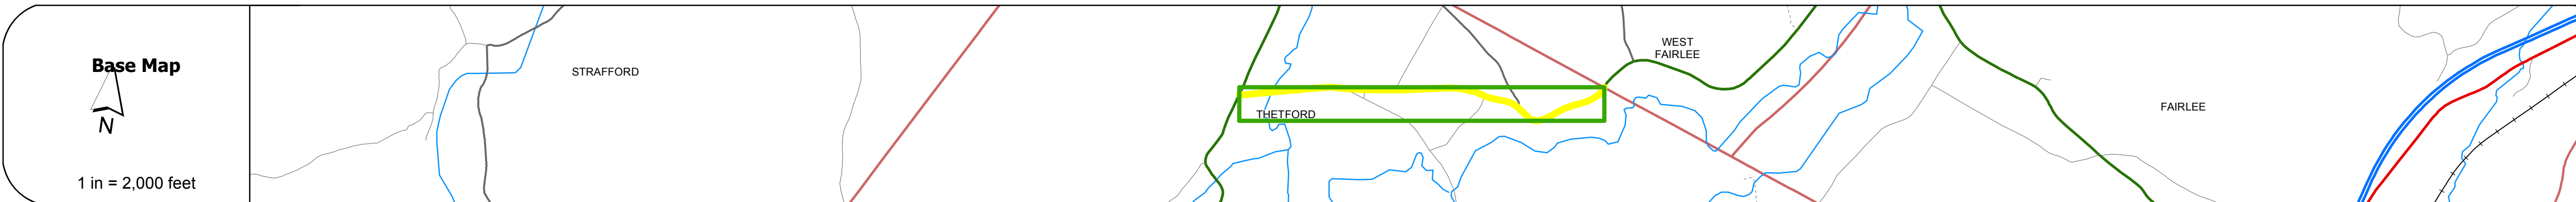 Base Map
N
1 in = 2,000 feet
STRAFFORD
THETFORD
WEST
FAIRLEE
FAIRLEE